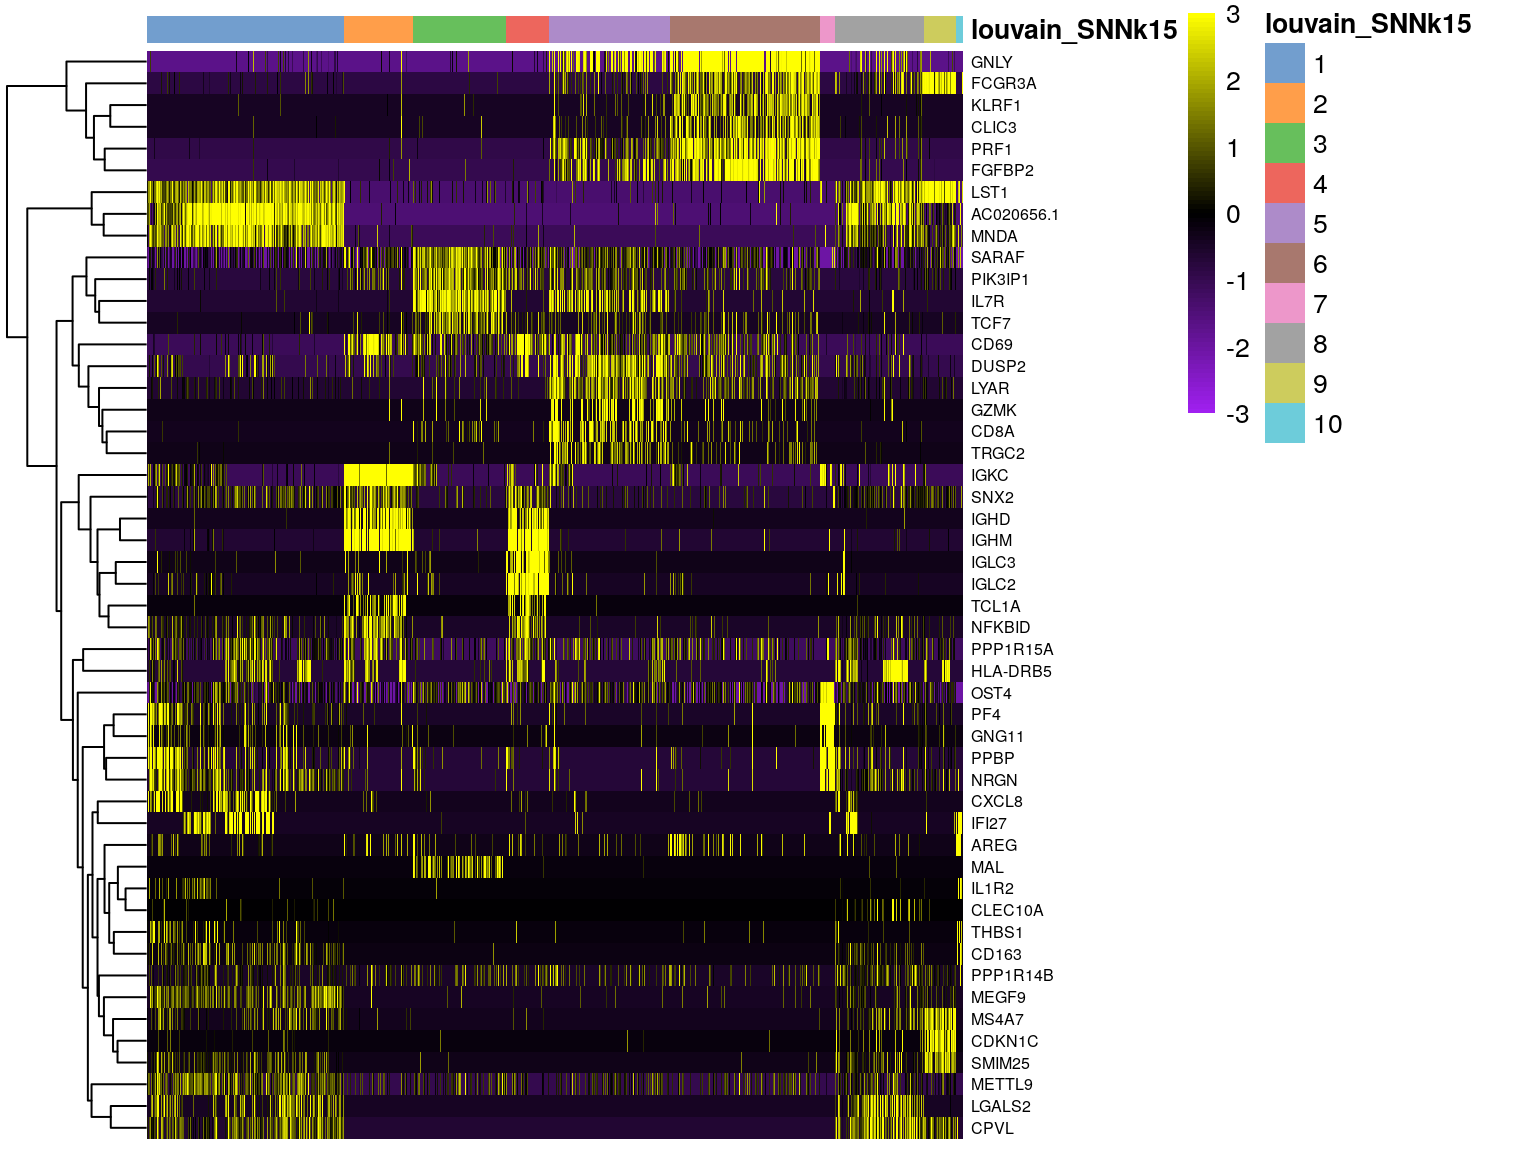 louvain_SNNk15
GNLY
FCGR3A
KLRF1
CLIC3
PRF1
FGFBP2
LST1
AC020656.1
MNDA
SARAF
PIK3IP1
IL7R
TCF7
CD69
DUSP2
LYAR
GZMK
CD8A
TRGC2
IGKC
SNX2
IGHD
IGHM
IGLC3
IGLC2
TCL1A
NFKBID
PPP1R15A
HLA-DRB5
OST4
PF4
GNG11
PPBP
NRGN
CXCL8
IFI27
AREG
MAL
IL1R2
CLEC10A
THBS1
CD163
PPP1R14B
MEGF9
MS4A7
CDKN1C
SMIM25
METTL9
LGALS2
CPVL
3
2
1
0
-1
-2
-3
louvain_SNNk15
1
2
3
4
5
6
7
8
9
10